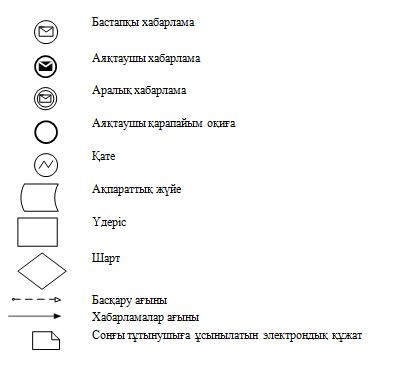 Бастапқы хабарлама
Аяқтаушы хабарлама
Аралық хабарлама
Аяқтаушы қарапайым оқиға
Қате
Ақпараттық жүйе
Үдеріс
Шарт
Басқару ағыны
Хабарламалар ағыны
Соңғы тұтынушыға ұсынылатын электрондық құжат